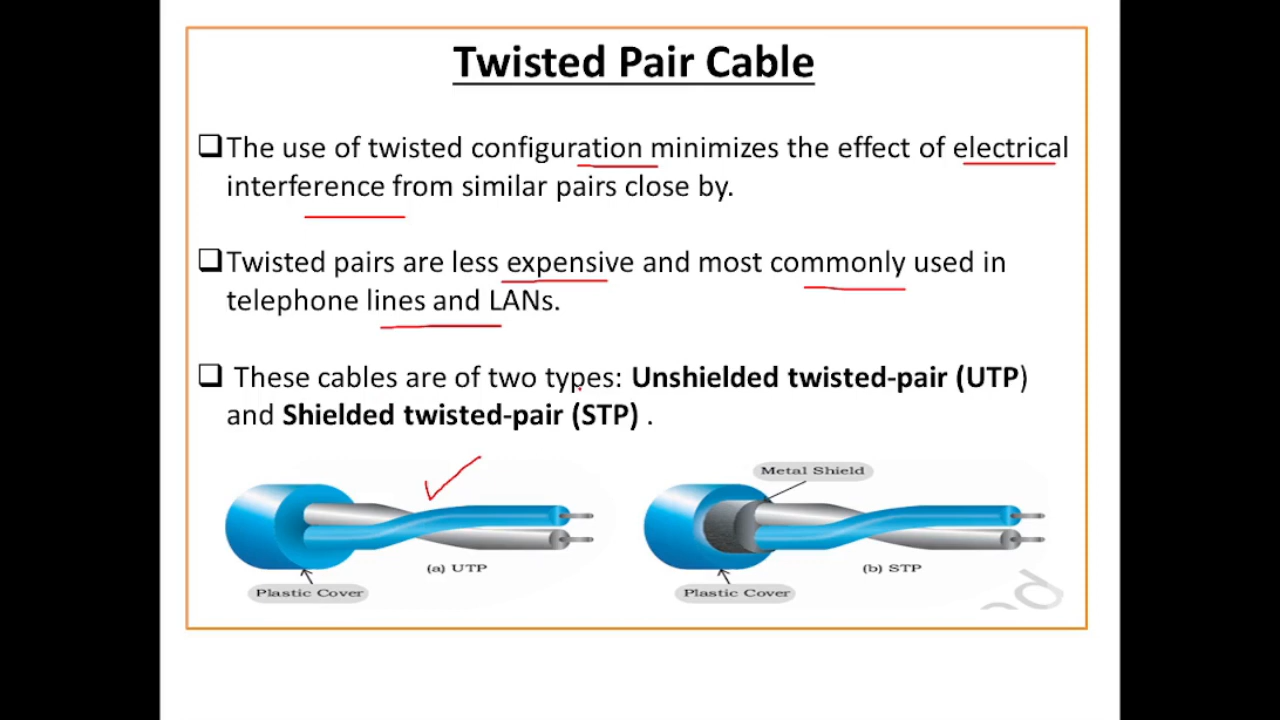 Twisted Pair Cable
❑The use of twisted configuration minimizes the effect of electrical
interference from similar pairs close by.
❑Twisted pairs are less expensive and most commonly used in
telephone lines and LANs.
❑ These cables are of two types: Unshielded twisted-pair (UTP)
and Shielded twisted-pair (STP) .
Metal Shield
(a) UTP
(b) STP
Plastic Cover
Plastic Cover